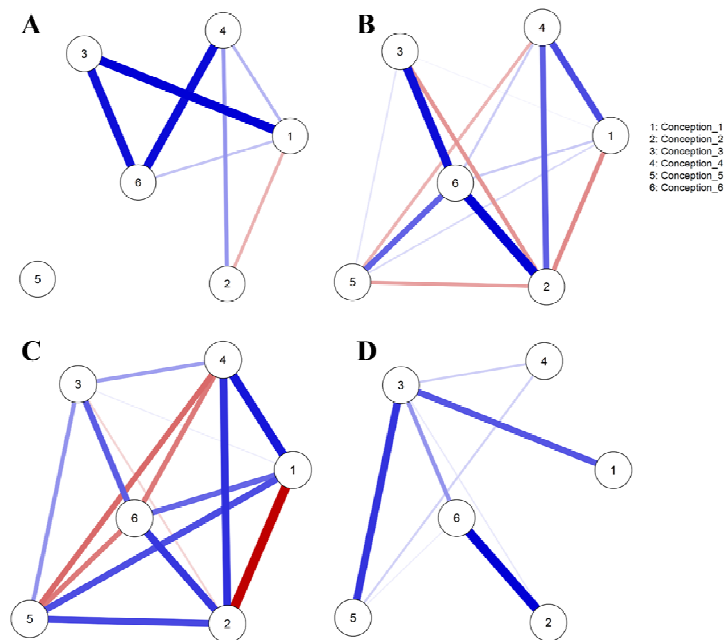 A
3
4
1
6
5
2
B
3
4
1
6
5
2
1: Conception_1
2: Conception_2
3: Conception_3
4: Conception_4
5: Conception_5
6: Conception_6
C
3
4
1
6
5
2
D
3
4
1
6
5
2